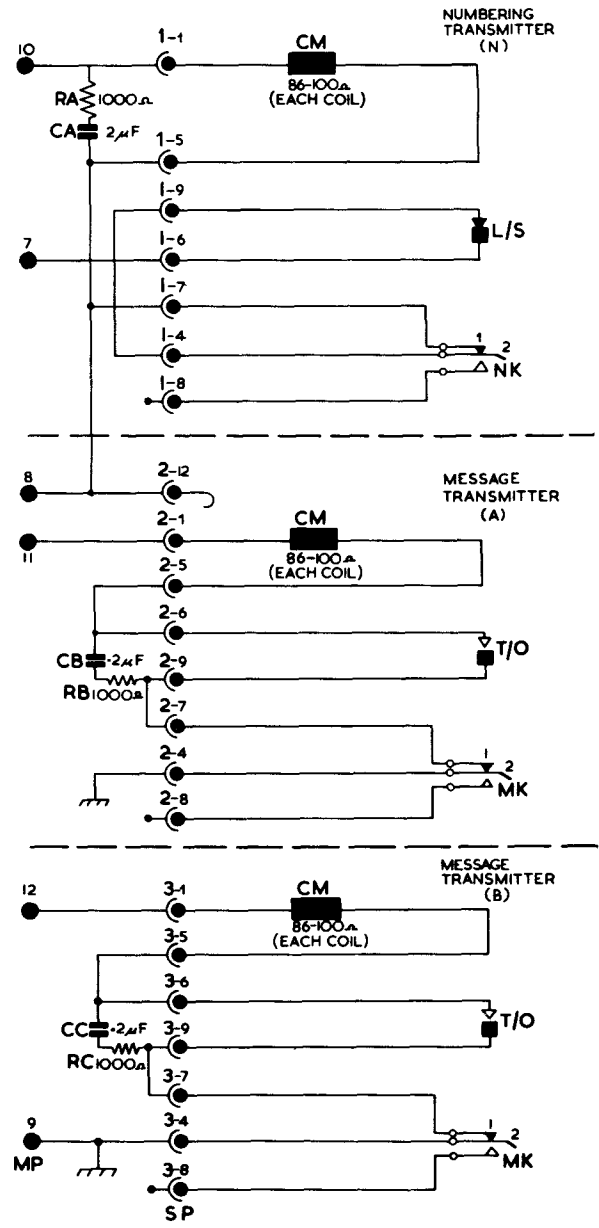 NUMBERING
TRANSMITTER
(N)
10
1-1
CM
86-100Ω
(EACH COIL)
RA
1000Ω
CA
2μF
1-5
1-9
L/S
7
1-6
1-7
1-4
1
2
NK
1-8
8
2-12
MESSAGE
TRANSMITTER
(A)
2-1
11
CM
86-100Ω
(EACH COIL)
2-5
2-6
T/O
CB
·2μF
2-9
RB
1000Ω
2-7
2-4
1
2
MK
2-8
MESSAGE
TRANSMITTER
(B)
12
3-1
CM
86-100Ω
(EACH COIL)
3-5
3-6
T/O
CC
·2μF
3-9
RC
1000Ω
3-7
9
3-4
1
2
MP
MK
3-8
SP